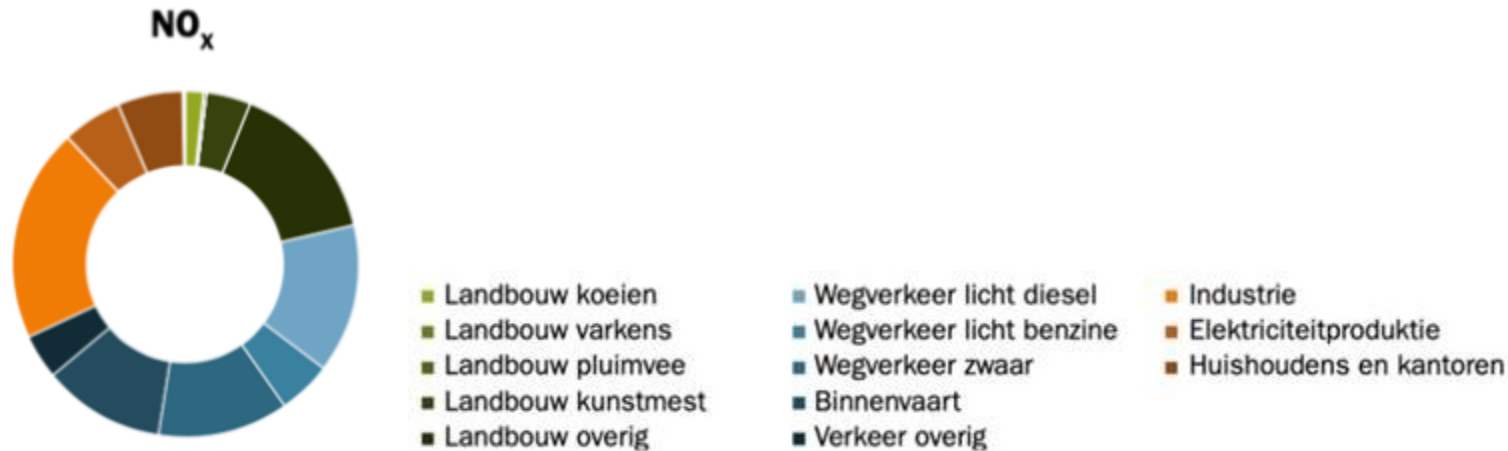 NOx
Landbouw koeien
Landbouw varkens
Landbouw pluimvee
Landbouw kunstmest
Landbouw overig
Wegverkeer licht diesel
Wegverkeer licht benzine
Wegverkeer zwaar
Binnenvaart
Verkeer overig
Industrie
Elektriciteitproduktie
Huishoudens en kantoren